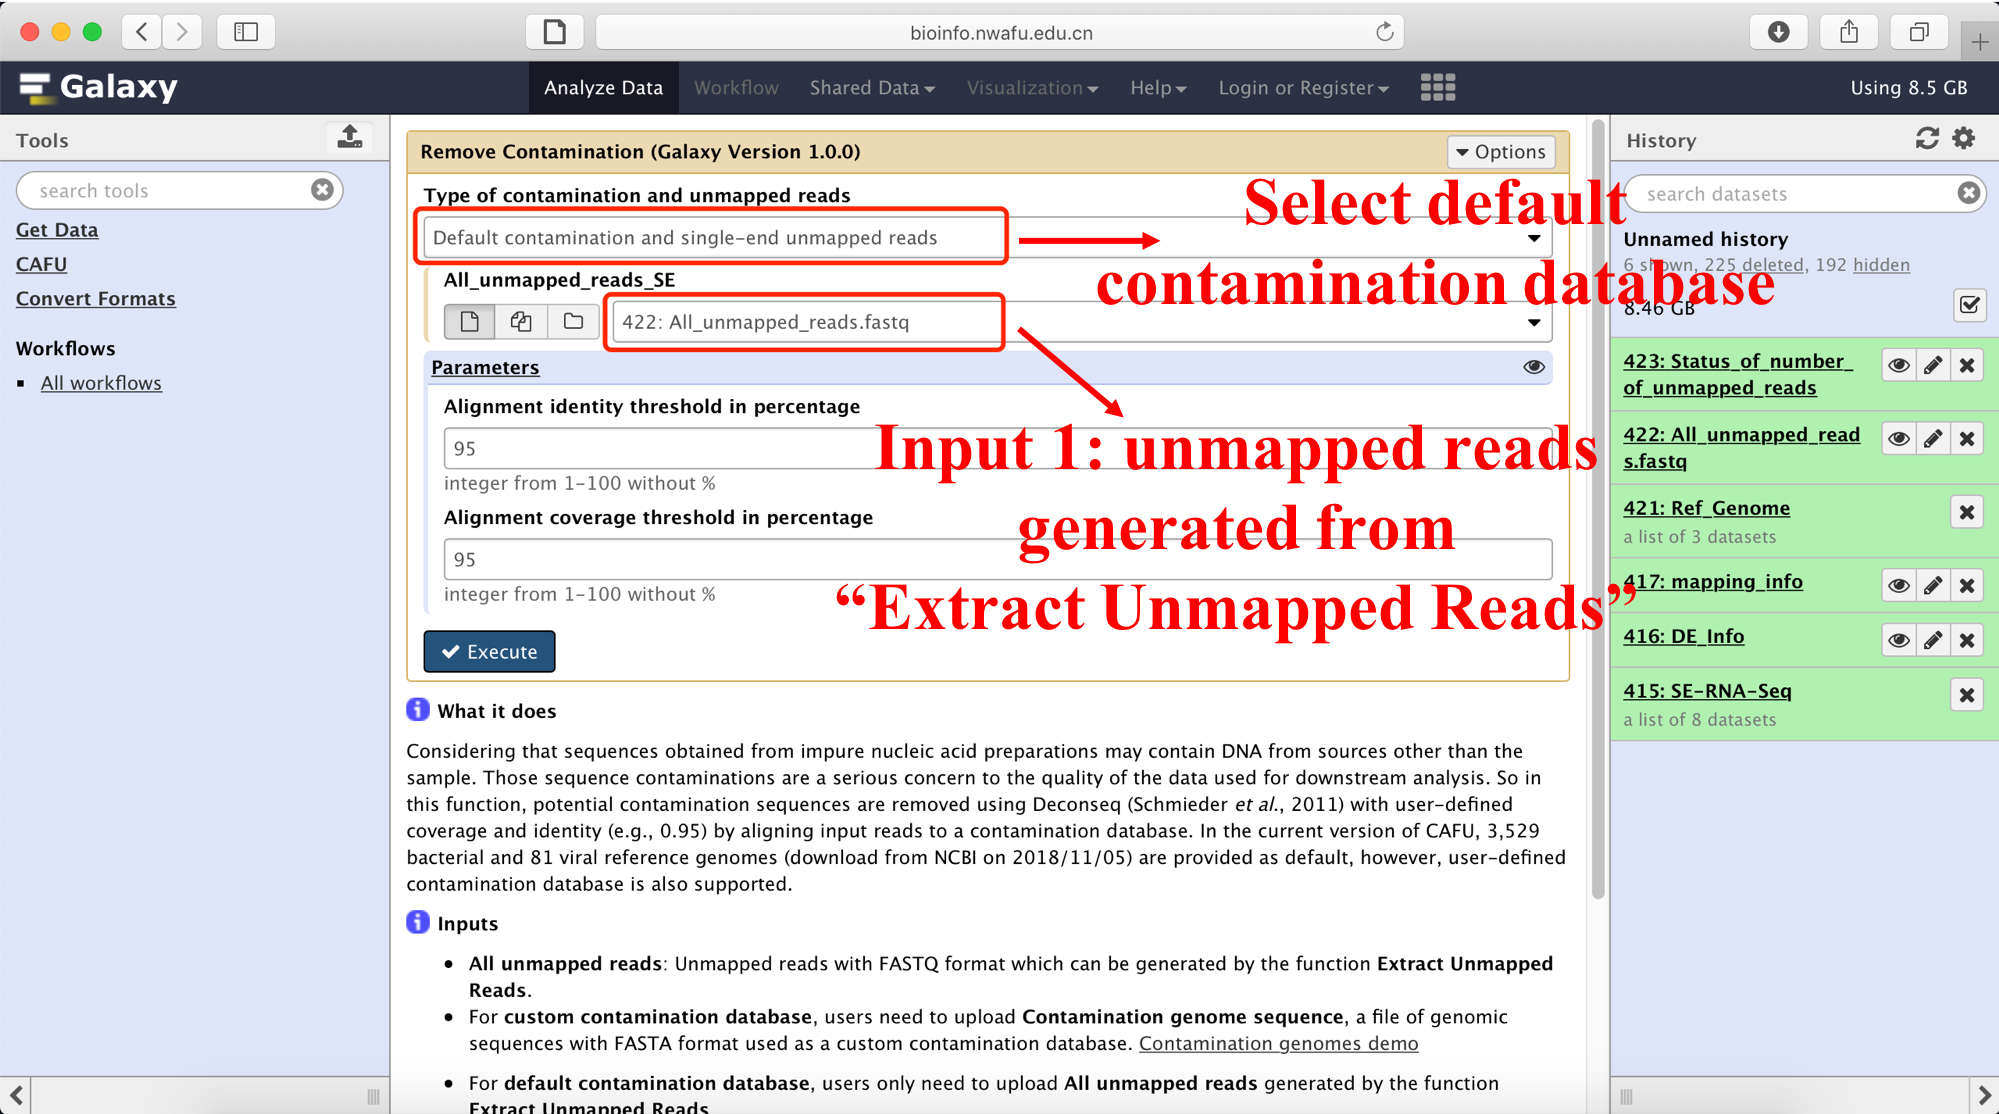 bioinfo.nwafu.edu.cn
Galaxy
Analyze Data
Workflow
Shared Data
Visualization
Help
Login or Register
Using 8.5 GB
Tools
search tools
Get Data
CAFU
Convert Formats
Workflows
All workflows
Remove Contamination (Galaxy Version 1.0.0)
Options
Type of contamination and unmapped reads
Default contamination and single-end unmapped reads
Select default
contamination database
All_unmapped_reads_SE
422: All_unmapped_reads.fastq
Parameters
Alignment identity threshold in percentage
95
integer from 1-100 without %
Alignment coverage threshold in percentage
95
integer from 1-100 without %
Input 1: unmapped reads
generated from
“Extract Unmapped Reads”
Execute
What it does
Considering that sequences obtained from impure nucleic acid preparations may contain DNA from sources other than the
sample. Those sequence contaminations are a serious concern to the quality of the data used for downstream analysis. So in
this function, potential contamination sequences are removed using Deconseq (Schmieder et al., 2011) with user-defined
coverage and identity (e.g., 0.95) by aligning input reads to a contamination database. In the current version of CAFU, 3,529
bacterial and 81 viral reference genomes (download from NCBI on 2018/11/05) are provided as default, however, user-defined
contamination database is also supported.
Inputs
All unmapped reads: Unmapped reads with FASTQ format which can be generated by the function Extract Unmapped
Reads.
For custom contamination database, users need to upload Contamination genome sequence, a file of genomic
sequences with FASTA format used as a custom contamination database. Contamination genomes demo
For default contamination database, users only need to upload All unmapped reads generated by the function
Extract Unmapped Reads
History
search datasets
Unnamed history
6 shown, 225 deleted, 192 hidden
8.46 GB
423: Status_of_number_
of_unmapped_reads
422: All_unmapped_read
s.fastq
421: Ref_Genome
a list of 3 datasets
417: mapping_info
416: DE_Info
415: SE-RNA-Seq
a list of 8 datasets